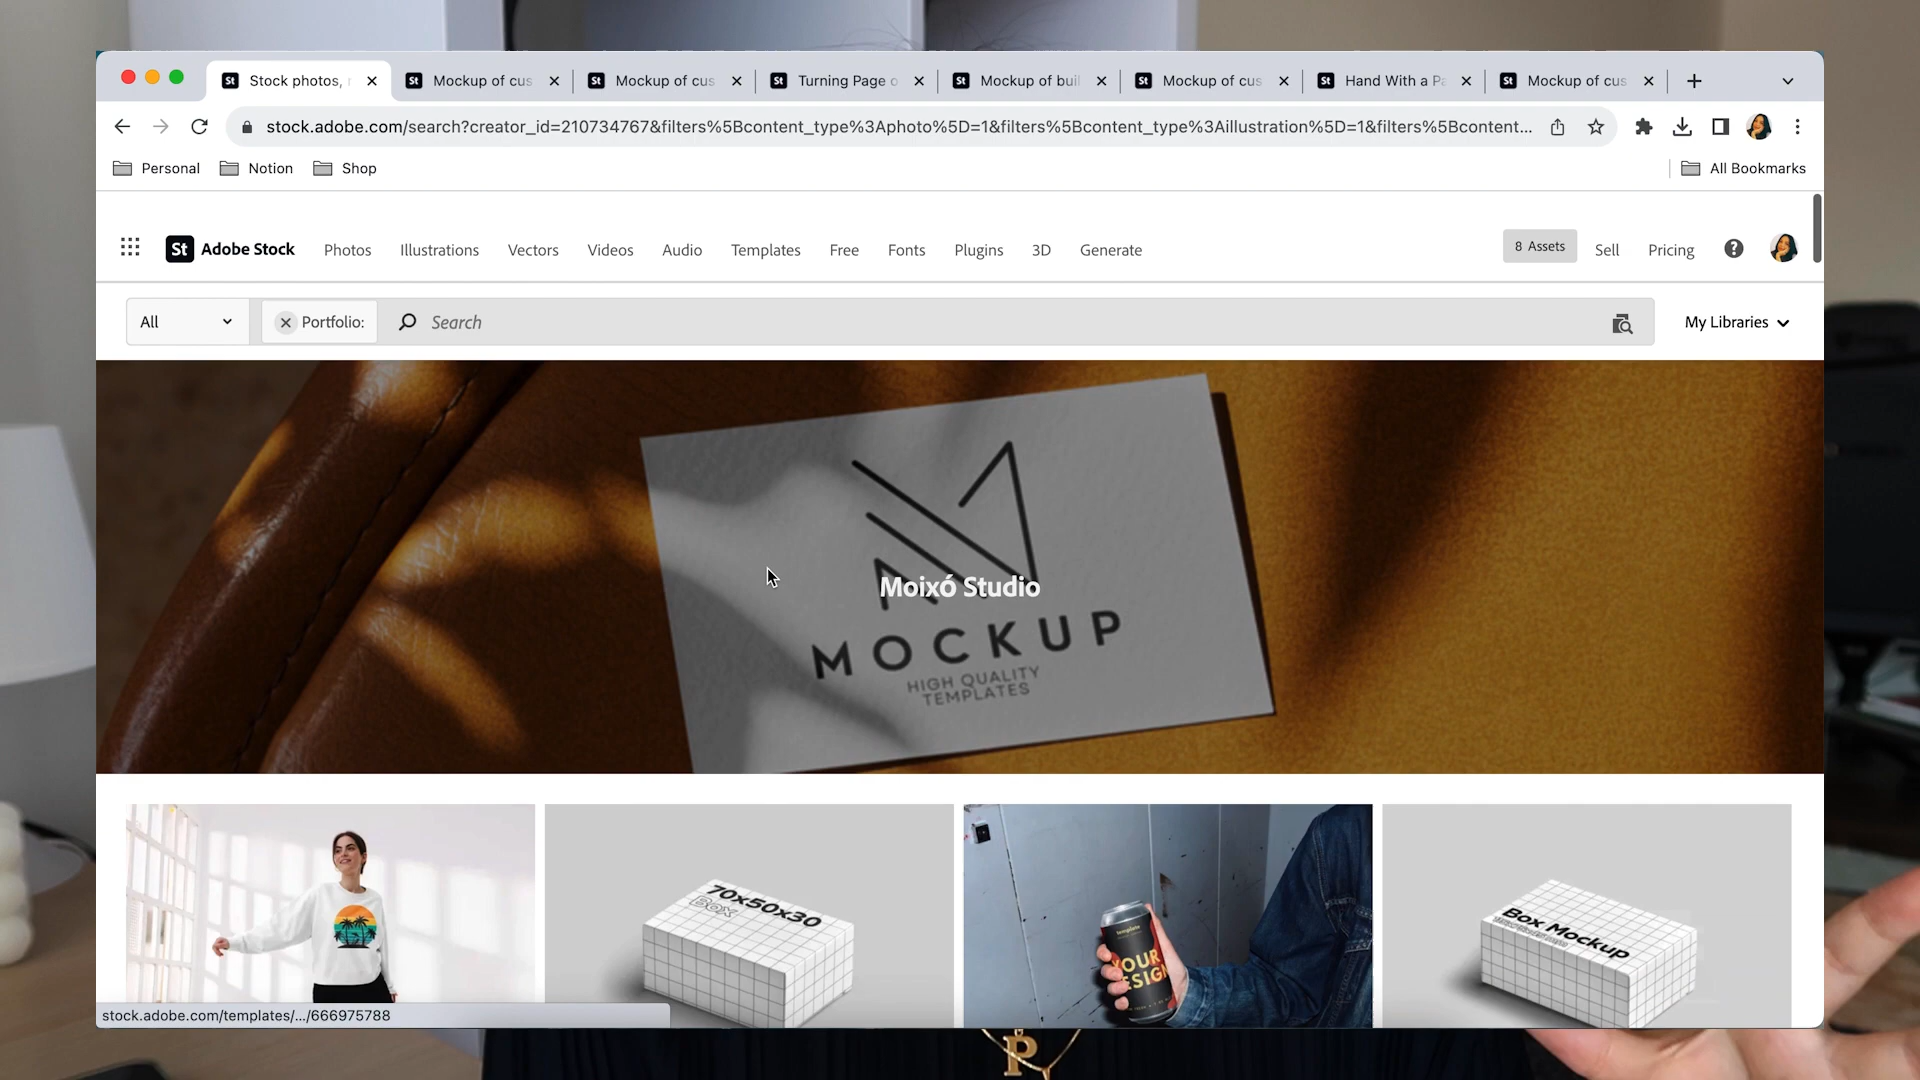 Stock photos,
Mockup of cus
Mockup of cus
Turning Page o
Mockup of buil
Mockup of cus
Hand With a Pa
Mockup of cus
stock.adobe.com/search?creator_id=210734767&filters%5Bcontent_type%3Aphoto%5D=1&filters%5Bcontent_type%3Aillustration%5D=1&filters%5Bcontent...
Personal
Notion
Shop
All Bookmarks
St Adobe Stock
Photos
Illustrations
Vectors
Videos
Audio
Templates
Free
Fonts
Plugins
3D
Generate
8 Assets
Sell
Pricing
All
Portfolio:
Search
My Libraries
Moixó Studio
MOCKUP
HIGH QUALITY
TEMPLATES
70x50x30
Box
template
YOUR
DESIGN
Box Mockup
stock.adobe.com/templates/.../666975788
P